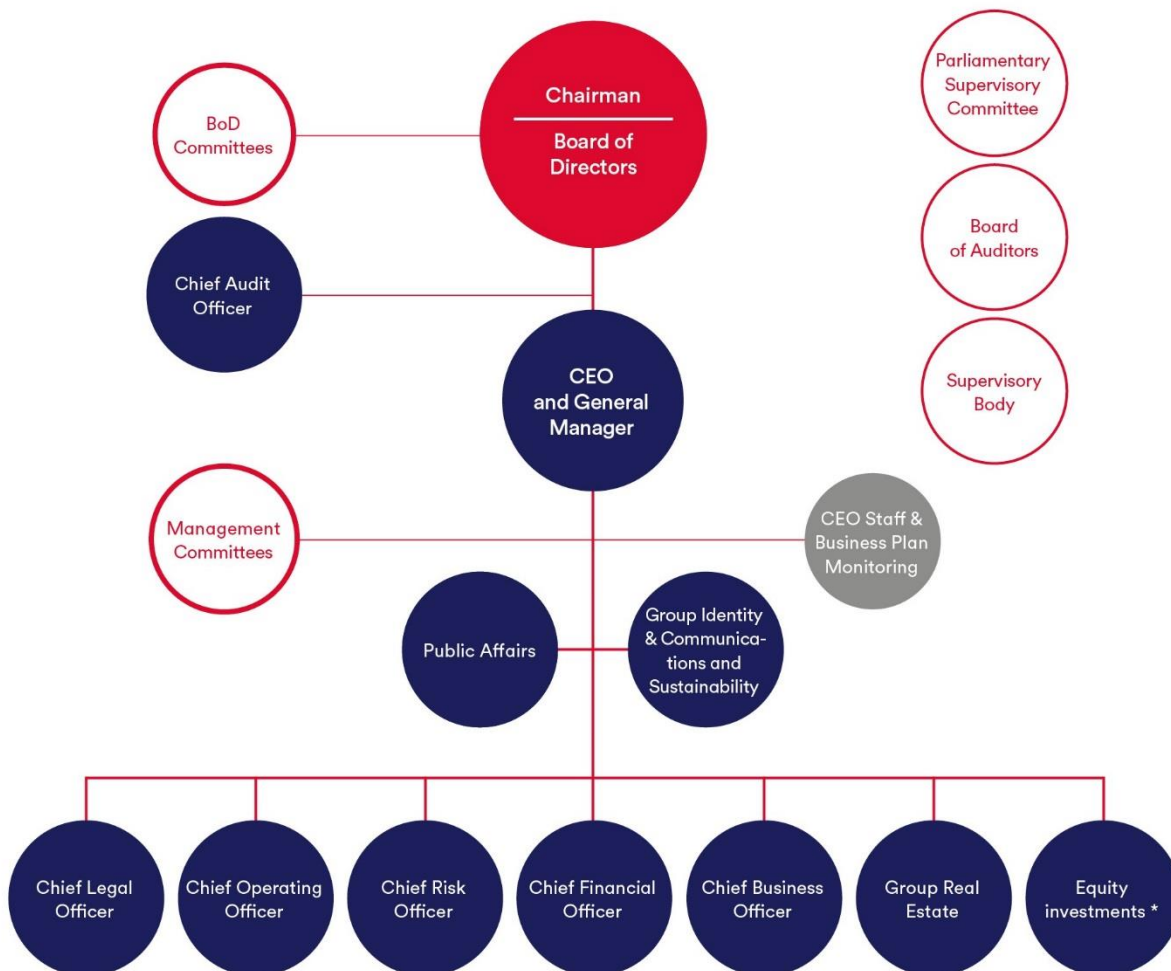 Chairman
Board of
Directors
BoD
Committees
Parliamentary
Supervisory
Committee
Chief Audit
Officer
Board
of Auditors
CEO
and General
Manager
Supervisory
Body
Management
Committees
CEO Staff &
Business Plan
Monitoring
Public Affairs
Group Identity
& Communica-
tions and
Sustainability
Chief Legal
Officer
Chief Operating
Officer
Chief Risk
Officer
Chief Financial
Officer
Chief Business
Officer
Group Real
Estate
Equity
investments *